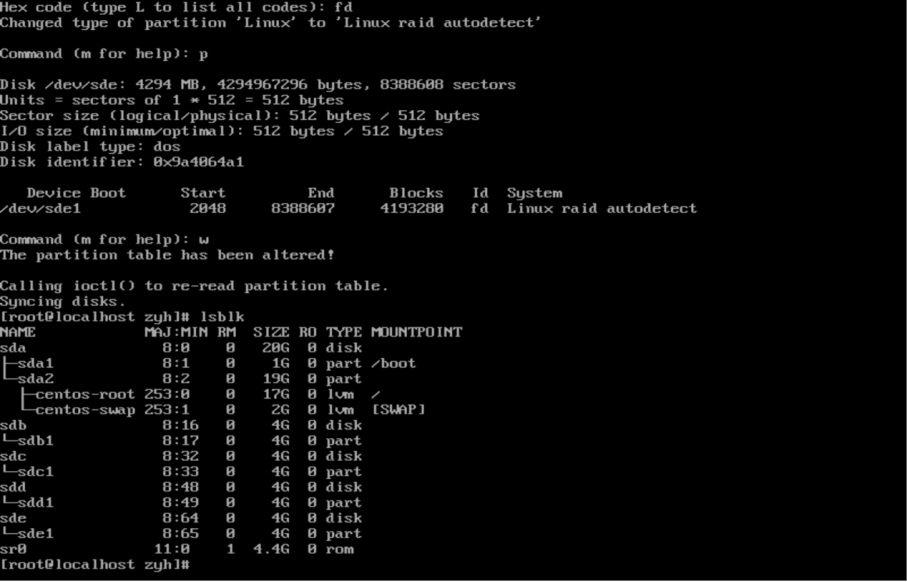 Hex code (type L to list all codes): fd
Changed type of partition 'Linux' to 'Linux raid autodetect'

Command (m for help): p

Disk /dev/sde: 4294 MB, 4294967296 bytes, 8388608 sectors
Units = sectors of 1 * 512 = 512 bytes
Sector size (logical/physical): 512 bytes / 512 bytes
I/O size (minimum/optimal): 512 bytes / 512 bytes
Disk label type: dos
Disk identifier: 0x9a4064a1

   Device Boot      Start         End      Blocks   Id  System
/dev/sde1            2048     8388607     4193280   fd  Linux raid autodetect

Command (m for help): w
The partition table has been altered!

Calling ioctl() to re-read partition table.
Syncing disks.
[root@localhost zyh]# lsblk
NAME            MAJ:MIN RM  SIZE RO TYPE MOUNTPOINT
sda               8:0    0   20G  0 disk
├─sda1            8:1    0    1G  0 part /boot
└─sda2            8:2    0   19G  0 part
  ├─centos-root 253:0    0   17G  0 lvm  /
  └─centos-swap 253:1    0    2G  0 lvm  [SWAP]
sdb               8:16   0    4G  0 disk
└─sdb1            8:17   0    4G  0 part
sdc               8:32   0    4G  0 disk
└─sdc1            8:33   0    4G  0 part
sdd               8:48   0    4G  0 disk
└─sdd1            8:49   0    4G  0 part
sde               8:64   0    4G  0 disk
└─sde1            8:65   0    4G  0 part
sr0              11:0    1  4.4G  0 rom
[root@localhost zyh]#